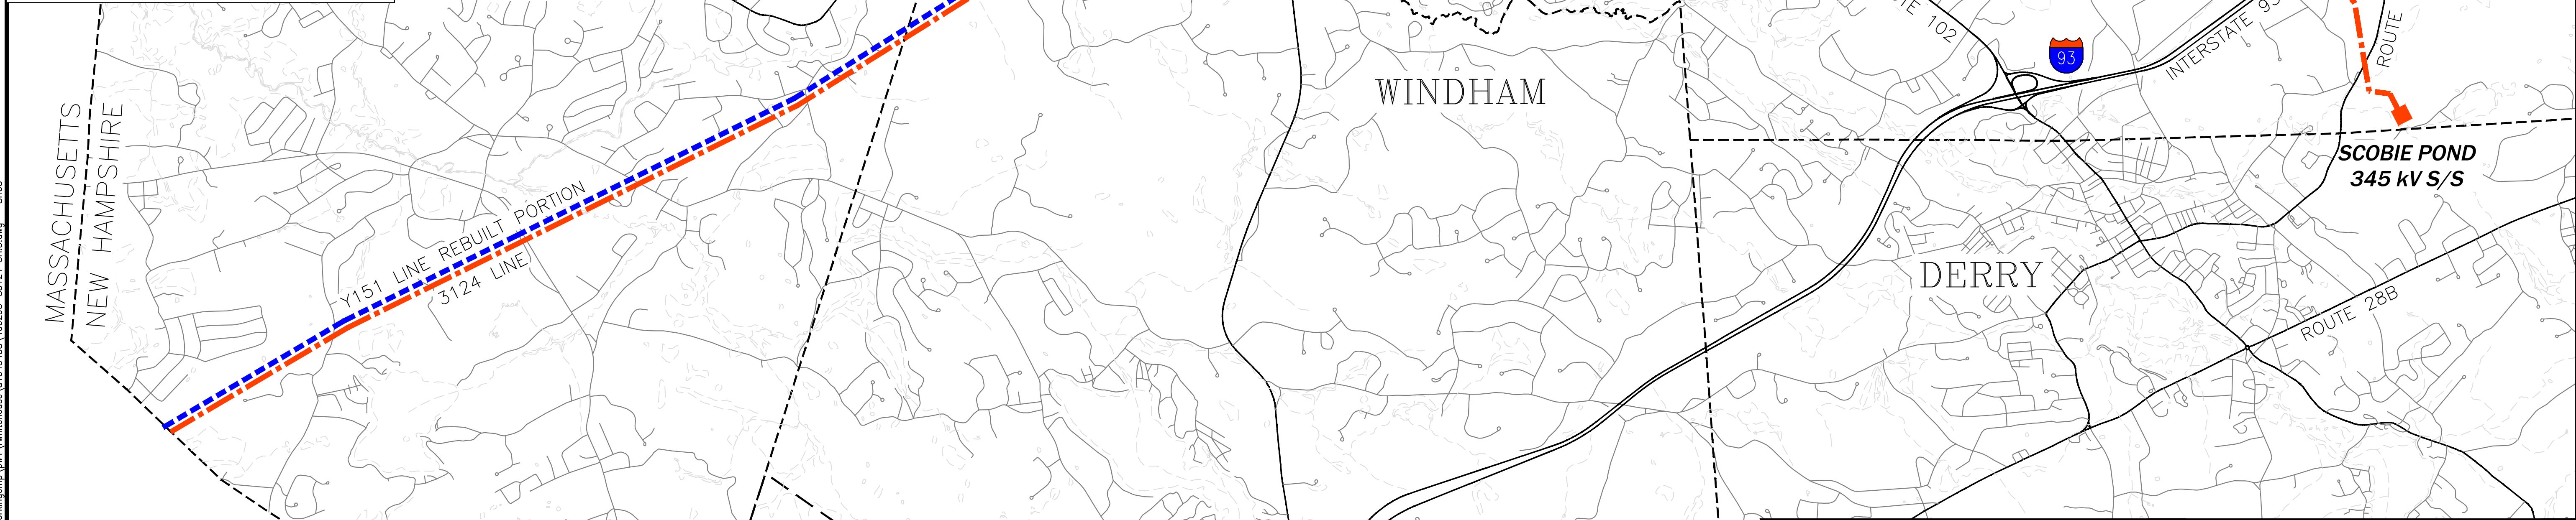 MASSACHUSETTS
NEW HAMPSHIRE
Y151 LINE REBUILT PORTION
3124 LINE
WINDHAM
102
93
INTERSTATE 93
ROUTE
SCOBIE POND
345 kV S/S
DERRY
ROUTE 28B